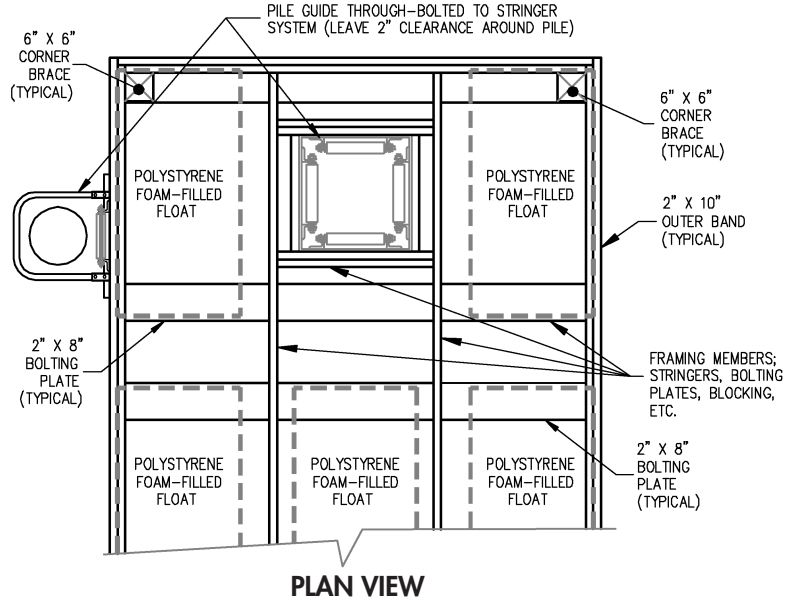 PILE GUIDE THROUGH-BOLTED TO STRINGER
SYSTEM (LEAVE 2" CLEARANCE AROUND PILE)
6" X 6"
CORNER
BRACE
(TYPICAL)
6" X 6"
CORNER
BRACE
(TYPICAL)
POLYSTYRENE
FOAM-FILLED
FLOAT
POLYSTYRENE
FOAM-FILLED
FLOAT
2" X 10"
OUTER BAND
(TYPICAL)
2" X 8"
BOLTING
PLATE
(TYPICAL)
FRAMING MEMBERS;
STRINGERS, BOLTING
PLATES, BLOCKING,
ETC.
2" X 8"
BOLTING
PLATE
(TYPICAL)
POLYSTYRENE
FOAM-FILLED
FLOAT
POLYSTYRENE
FOAM-FILLED
FLOAT
POLYSTYRENE
FOAM-FILLED
FLOAT
PLAN VIEW